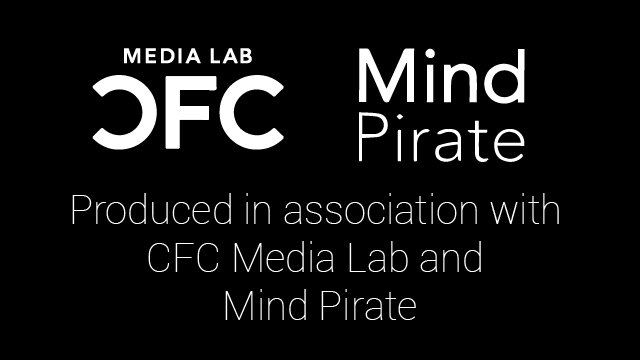 MEDIA LAB
CFC
Mind
Pirate
Produced in association with
CFC Media Lab and
Mind Pirate